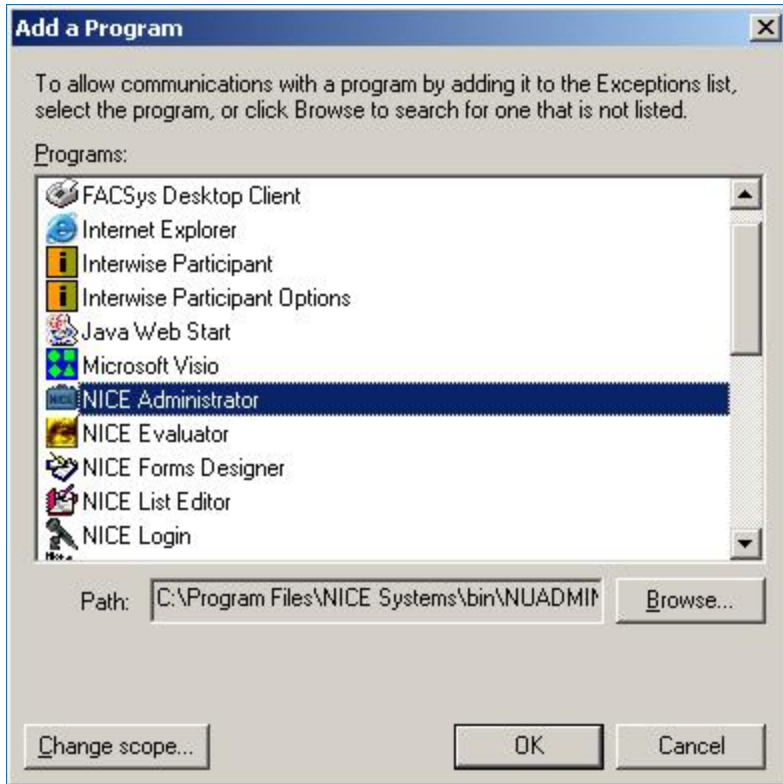 Add a Program
To allow communications with a program by adding it to the Exceptions list,
select the program, or click Browse to search for one that is not listed.
Programs:
FACSys Desktop Client
Internet Explorer
Interwise Participant
Interwise Participant Options
Java Web Start
Microsoft Visio
NICE Administrator
NICE Evaluator
NICE Forms Designer
NICE List Editor
NICE Login
Path: C:\Program Files\NICE Systems\bin\NUADMIN Browse...
Change scope... OK Cancel